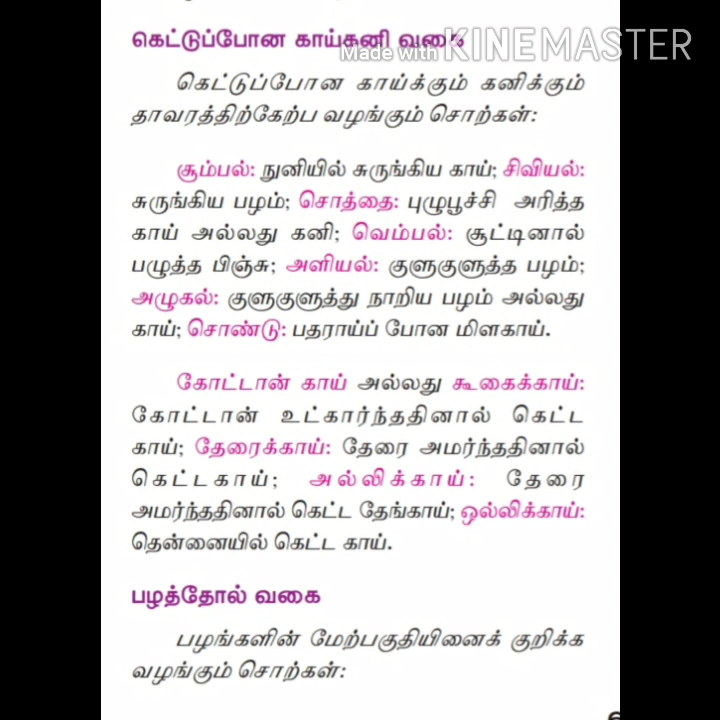 கெட்டுப்போன காய்கனி வகை
Made with KINEMASTER
கெட்டுப்போன காய்க்கும் கனிக்கும்
தாவரத்திற்கேற்ப வழங்கும் சொற்கள்:
சூம்பல்: நுனியில் சுருங்கிய காய்; சிவியல்:
சுருங்கிய பழம்; சொத்தை: புழுபூச்சி அரித்த
காய் அல்லது கனி; வெம்பல்: சூட்டினால்
பழுத்த பிஞ்சு; அளியல்: குளுகுளுத்த பழம்;
அழுகல்: குளுகுளுத்து நாறிய பழம் அல்லது
காய்; சொண்டு: பதராய்ப் போன மிளகாய்.
கோட்டான் காய் அல்லது கூகைக்காய்:
கோட்டான் உட்கார்ந்ததினால் கெட்ட
காய்; தேரைக்காய்: தேரை அமர்ந்ததினால்
கெட்டகாய்; அல்லிக்காய்: தேரை
அமர்ந்ததினால் கெட்ட தேங்காய்; ஒல்லிக்காய்:
தென்னையில் கெட்ட காய்.
பழத்தோல் வகை
பழங்களின் மேற்பகுதியினைக் குறிக்க
வழங்கும் சொற்கள்: